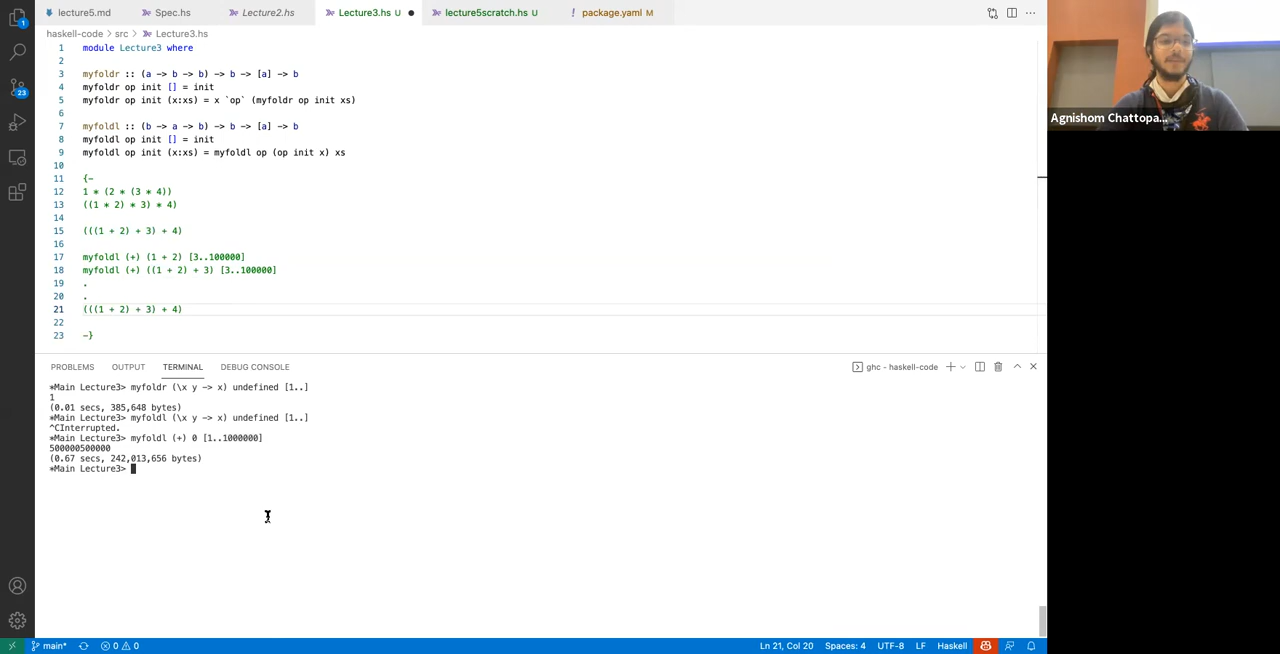 lecture5.md
Spec.hs
Lecture2.hs
Lecture3.hs U
lecture5scratch.hs U
! package.yaml M
haskell-code > src > Lecture3.hs
1 module Lecture3 where
2
3 myfoldr :: (a -> b -> b) -> b -> [a] -> b
4 myfoldr op init [] = init
5 myfoldr op init (x:xs) = x `op` (myfoldr op init xs)
6
7 myfoldl :: (b -> a -> b) -> b -> [a] -> b
8 myfoldl op init [] = init
9 myfoldl op init (x:xs) = myfoldl op (op init x) xs
10
11 {-
12 1 * (2 * (3 * 4))
13 ((1 * 2) * 3) * 4)
14
15 (((1 + 2) + 3) + 4)
16
17 myfoldl (+) (1 + 2) [3..100000]
18 myfoldl (+) ((1 + 2) + 3) [3..100000]
19 .
20 .
21 (((1 + 2) + 3) + 4)
22
23 -}
1
23
Agnishom Chattopa...
PROBLEMS OUTPUT TERMINAL DEBUG CONSOLE
ghc - haskell-code
*Main Lecture3> myfoldr (\x y -> x) undefined [1..]
1
(0.01 secs, 385,648 bytes)
*Main Lecture3> myfoldl (\x y -> x) undefined [1..]
^CInterrupted.
*Main Lecture3> myfoldl (+) 0 [1..1000000]
500000500000
(0.67 secs, 242,013,656 bytes)
*Main Lecture3>
main* 0 0
Ln 21, Col 20 Spaces: 4 UTF-8 LF Haskell